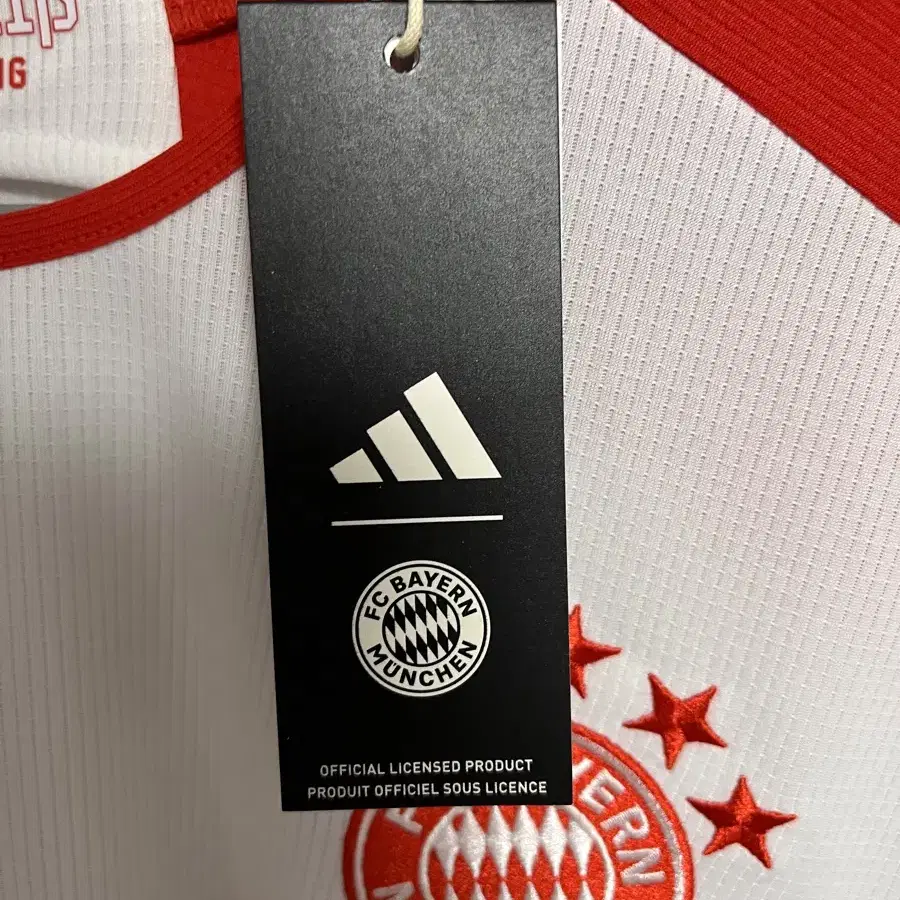 FC BAYERN
MÜNCHEN
OFFICIAL LICENSED PRODUCT
PRODUIT OFFICIEL SOUS LICENCE